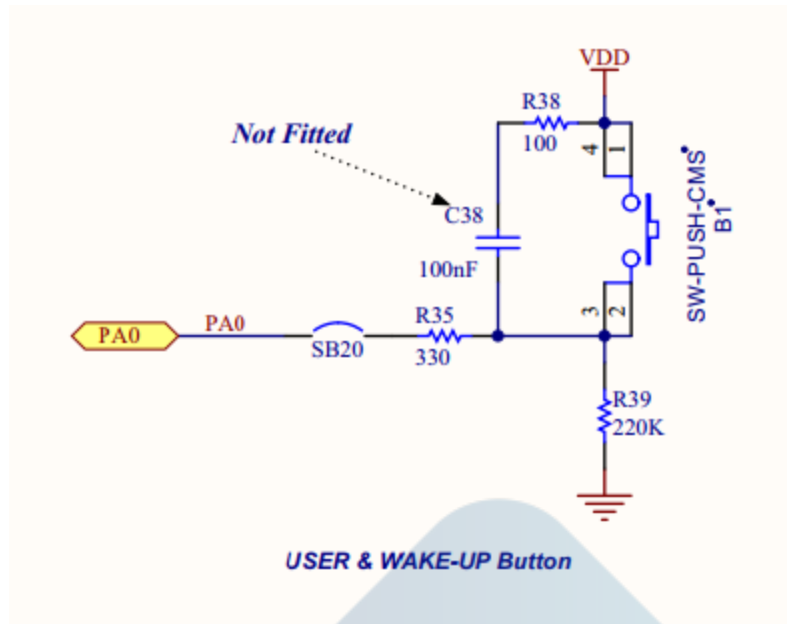 VDD
R38
100
Not Fitted
4
1
C38
100nF
SW-PUSH-CMS
B1
3
2
PA0
PA0
SB20
R35
330
R39
220K
USER & WAKE-UP Button